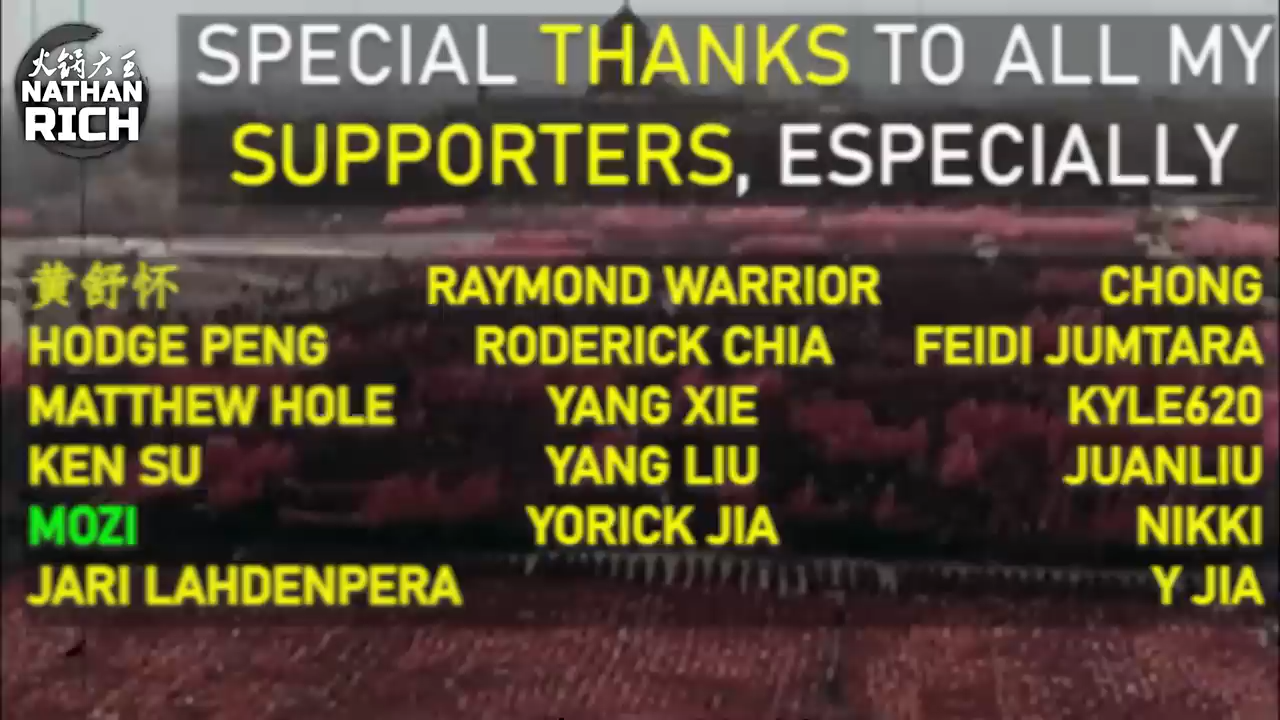 火锅大王
NATHAN
RICH
SPECIAL THANKS TO ALL MY
SUPPORTERS, ESPECIALLY
黄舒怀 RAYMOND WARRIOR CHONG
HODGE PENG RODERICK CHIA FEIDI JUMTARA
MATTHEW HOLE YANG XIE KYLE620
KEN SU YANG LIU JUANLIU
MOZI YORICK JIA NIKKI
JARI LAHDENPERA Y JIA